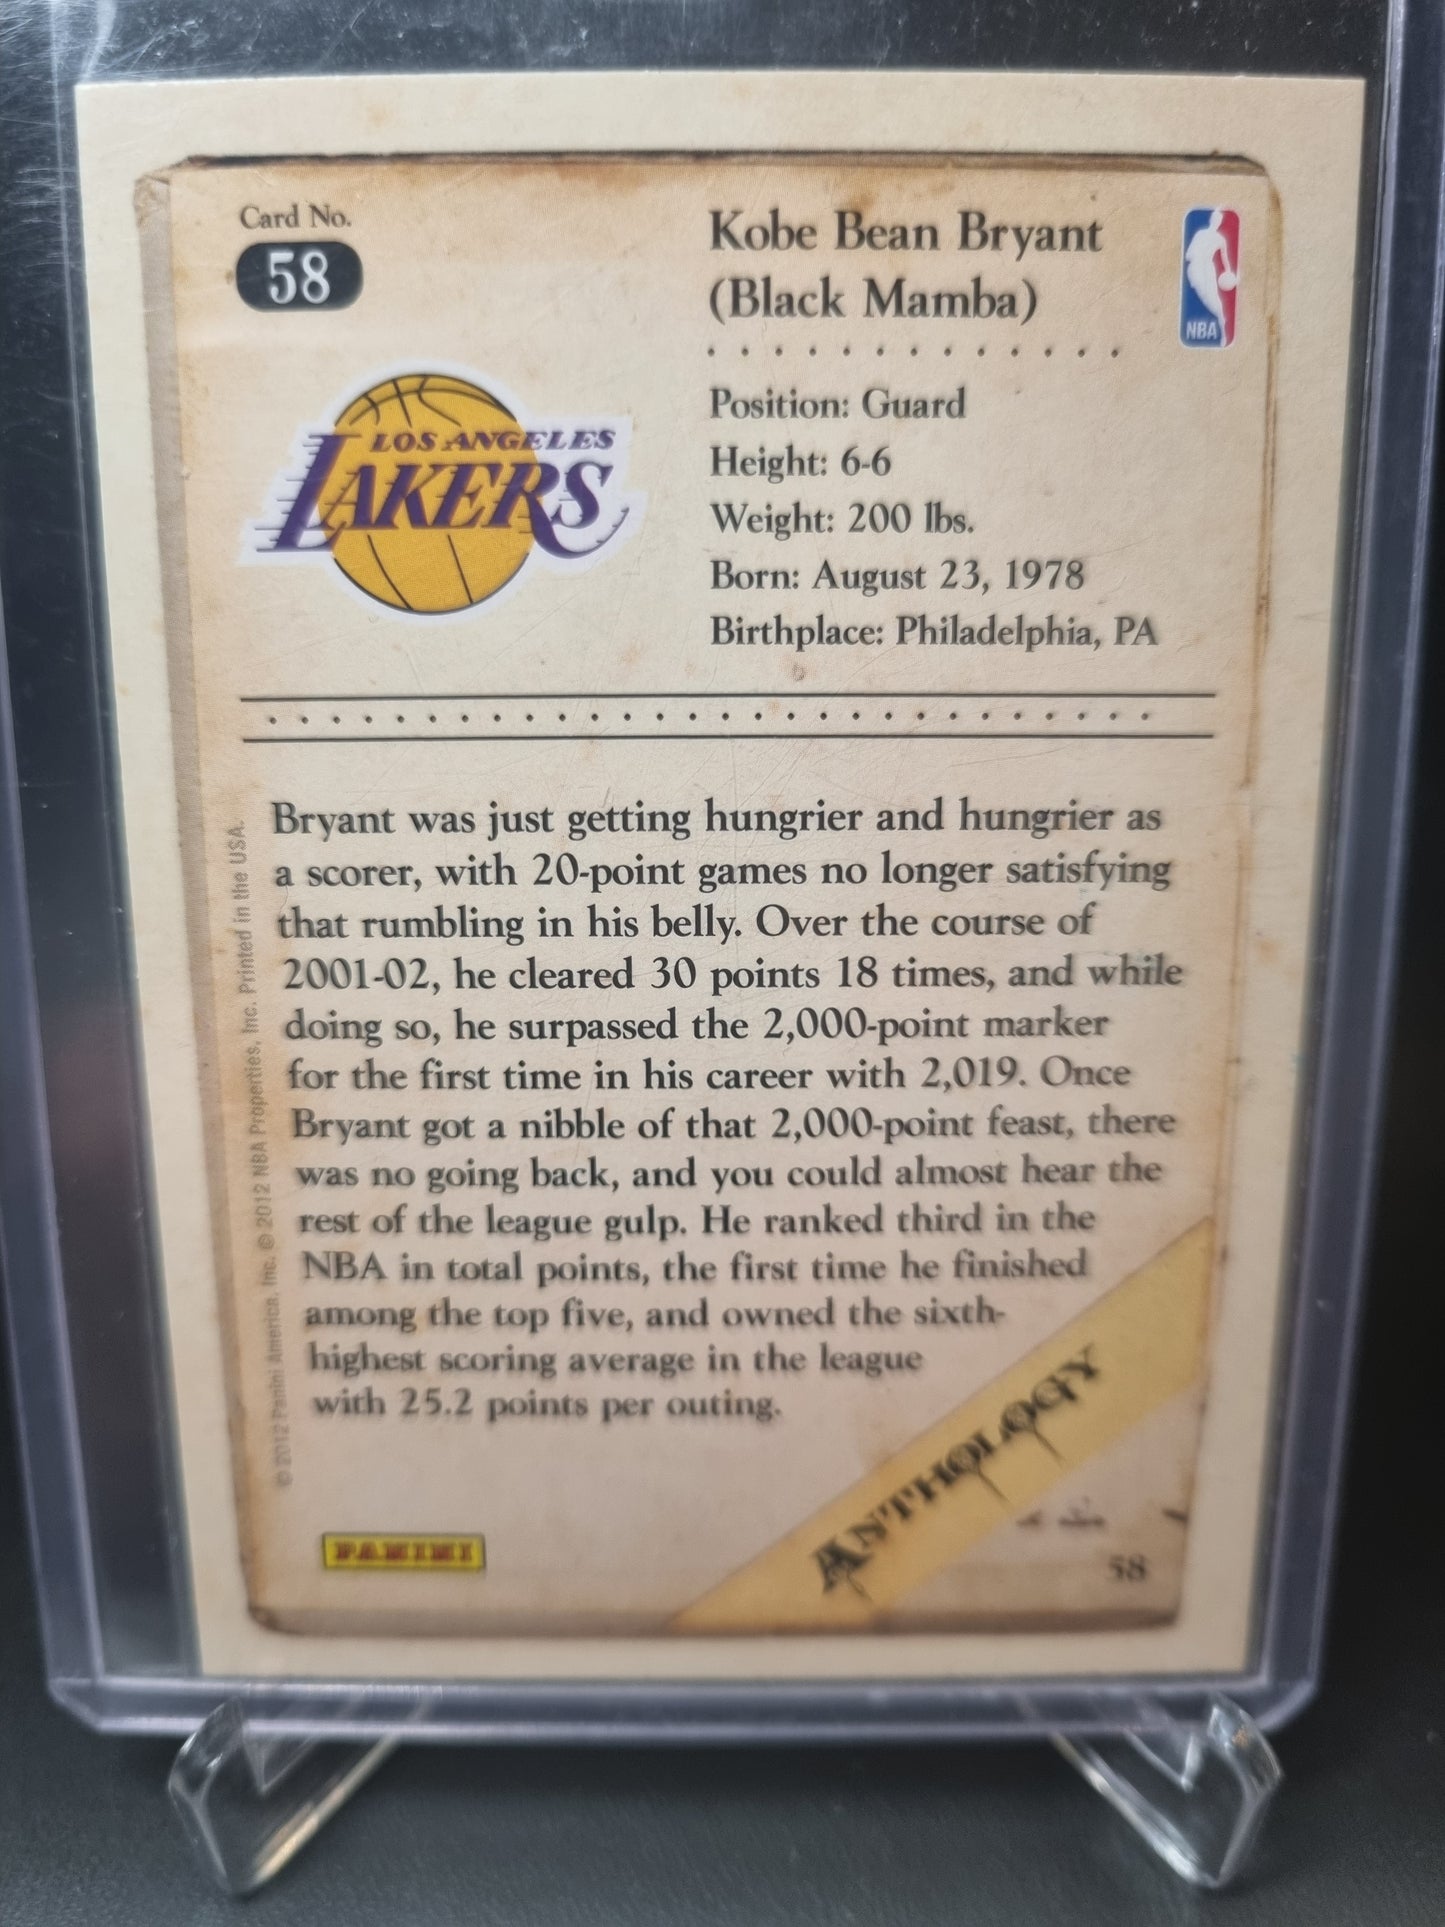 Card No.
58
Kobe Bean Bryant
(Black Mamba)
NBA
LOS ANGELES
LAKERS
Position: Guard
Height: 6-6
Weight: 200 lbs.
Born: August 23, 1978
Birthplace: Philadelphia, PA
Bryant was just getting hungrier and hungrier as
a scorer, with 20-point games no longer satisfying
that rumbling in his belly. Over the course of
2001-02, he cleared 30 points 18 times, and while
doing so, he surpassed the 2,000-point marker
for the first time in his career with 2,019. Once
Bryant got a nibble of that 2,000-point feast, there
was no going back, and you could almost hear the
rest of the league gulp. He ranked third in the
NBA in total points, the first time he finished
among the top five, and owned the sixth-
highest scoring average in the league
with 25.2 points per outing.
© 2012 Panini America, Inc. © 2012 NBA Properties, Inc. Printed in the USA.
ANTHOLOGY
PANINI
58